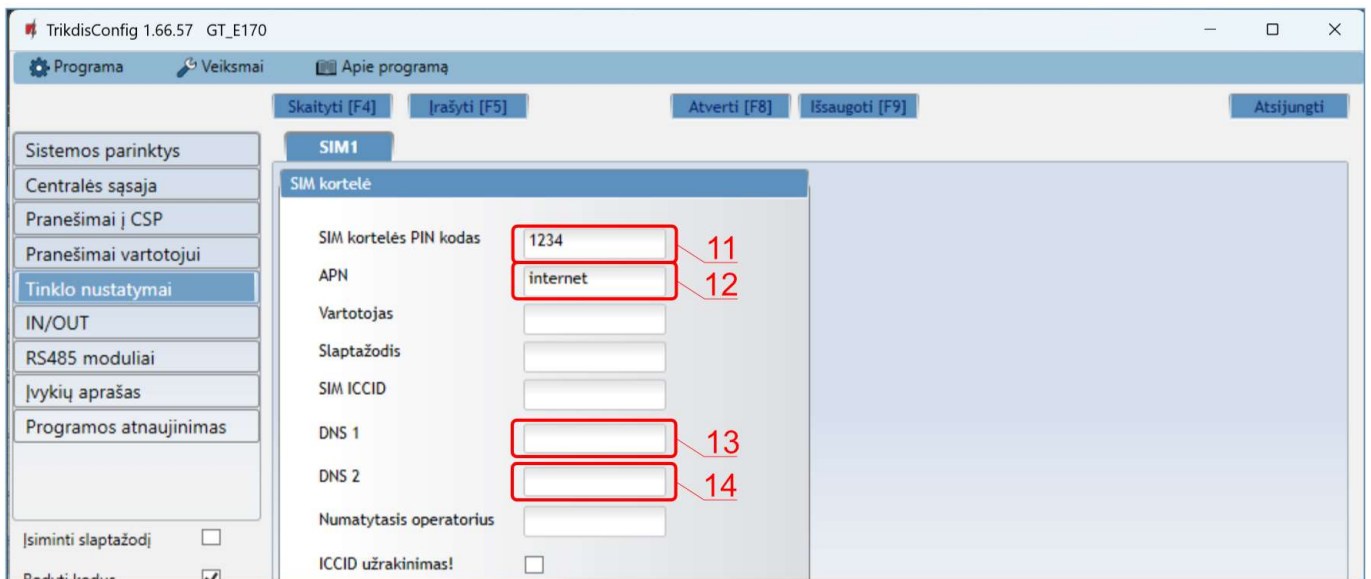 TrikdisConfig 1.66.57 GT_E170
Programa Veiksmai Apie programą
Skaityti [F4] Įrašyti [F5] Atverti [F8] Išsaugoti [F9] Atsijungti
Sistemos parinktys
Centralės sąsaja
Pranešimai į CSP
Pranešimai vartotojui
Tinklo nustatymai
IN/OUT
RS485 moduliai
Įvykių aprašas
Programos atnaujinimas
Įsiminti slaptažodį
Rodyti kodus
SIM1
SIM kortelė
SIM kortelės PIN kodas 1234 11
APN internet 12
Vartotojas
Slaptažodis
SIM ICCID
DNS 1 13
DNS 2 14
Numatytasis operatorius
ICCID užrakinimas!